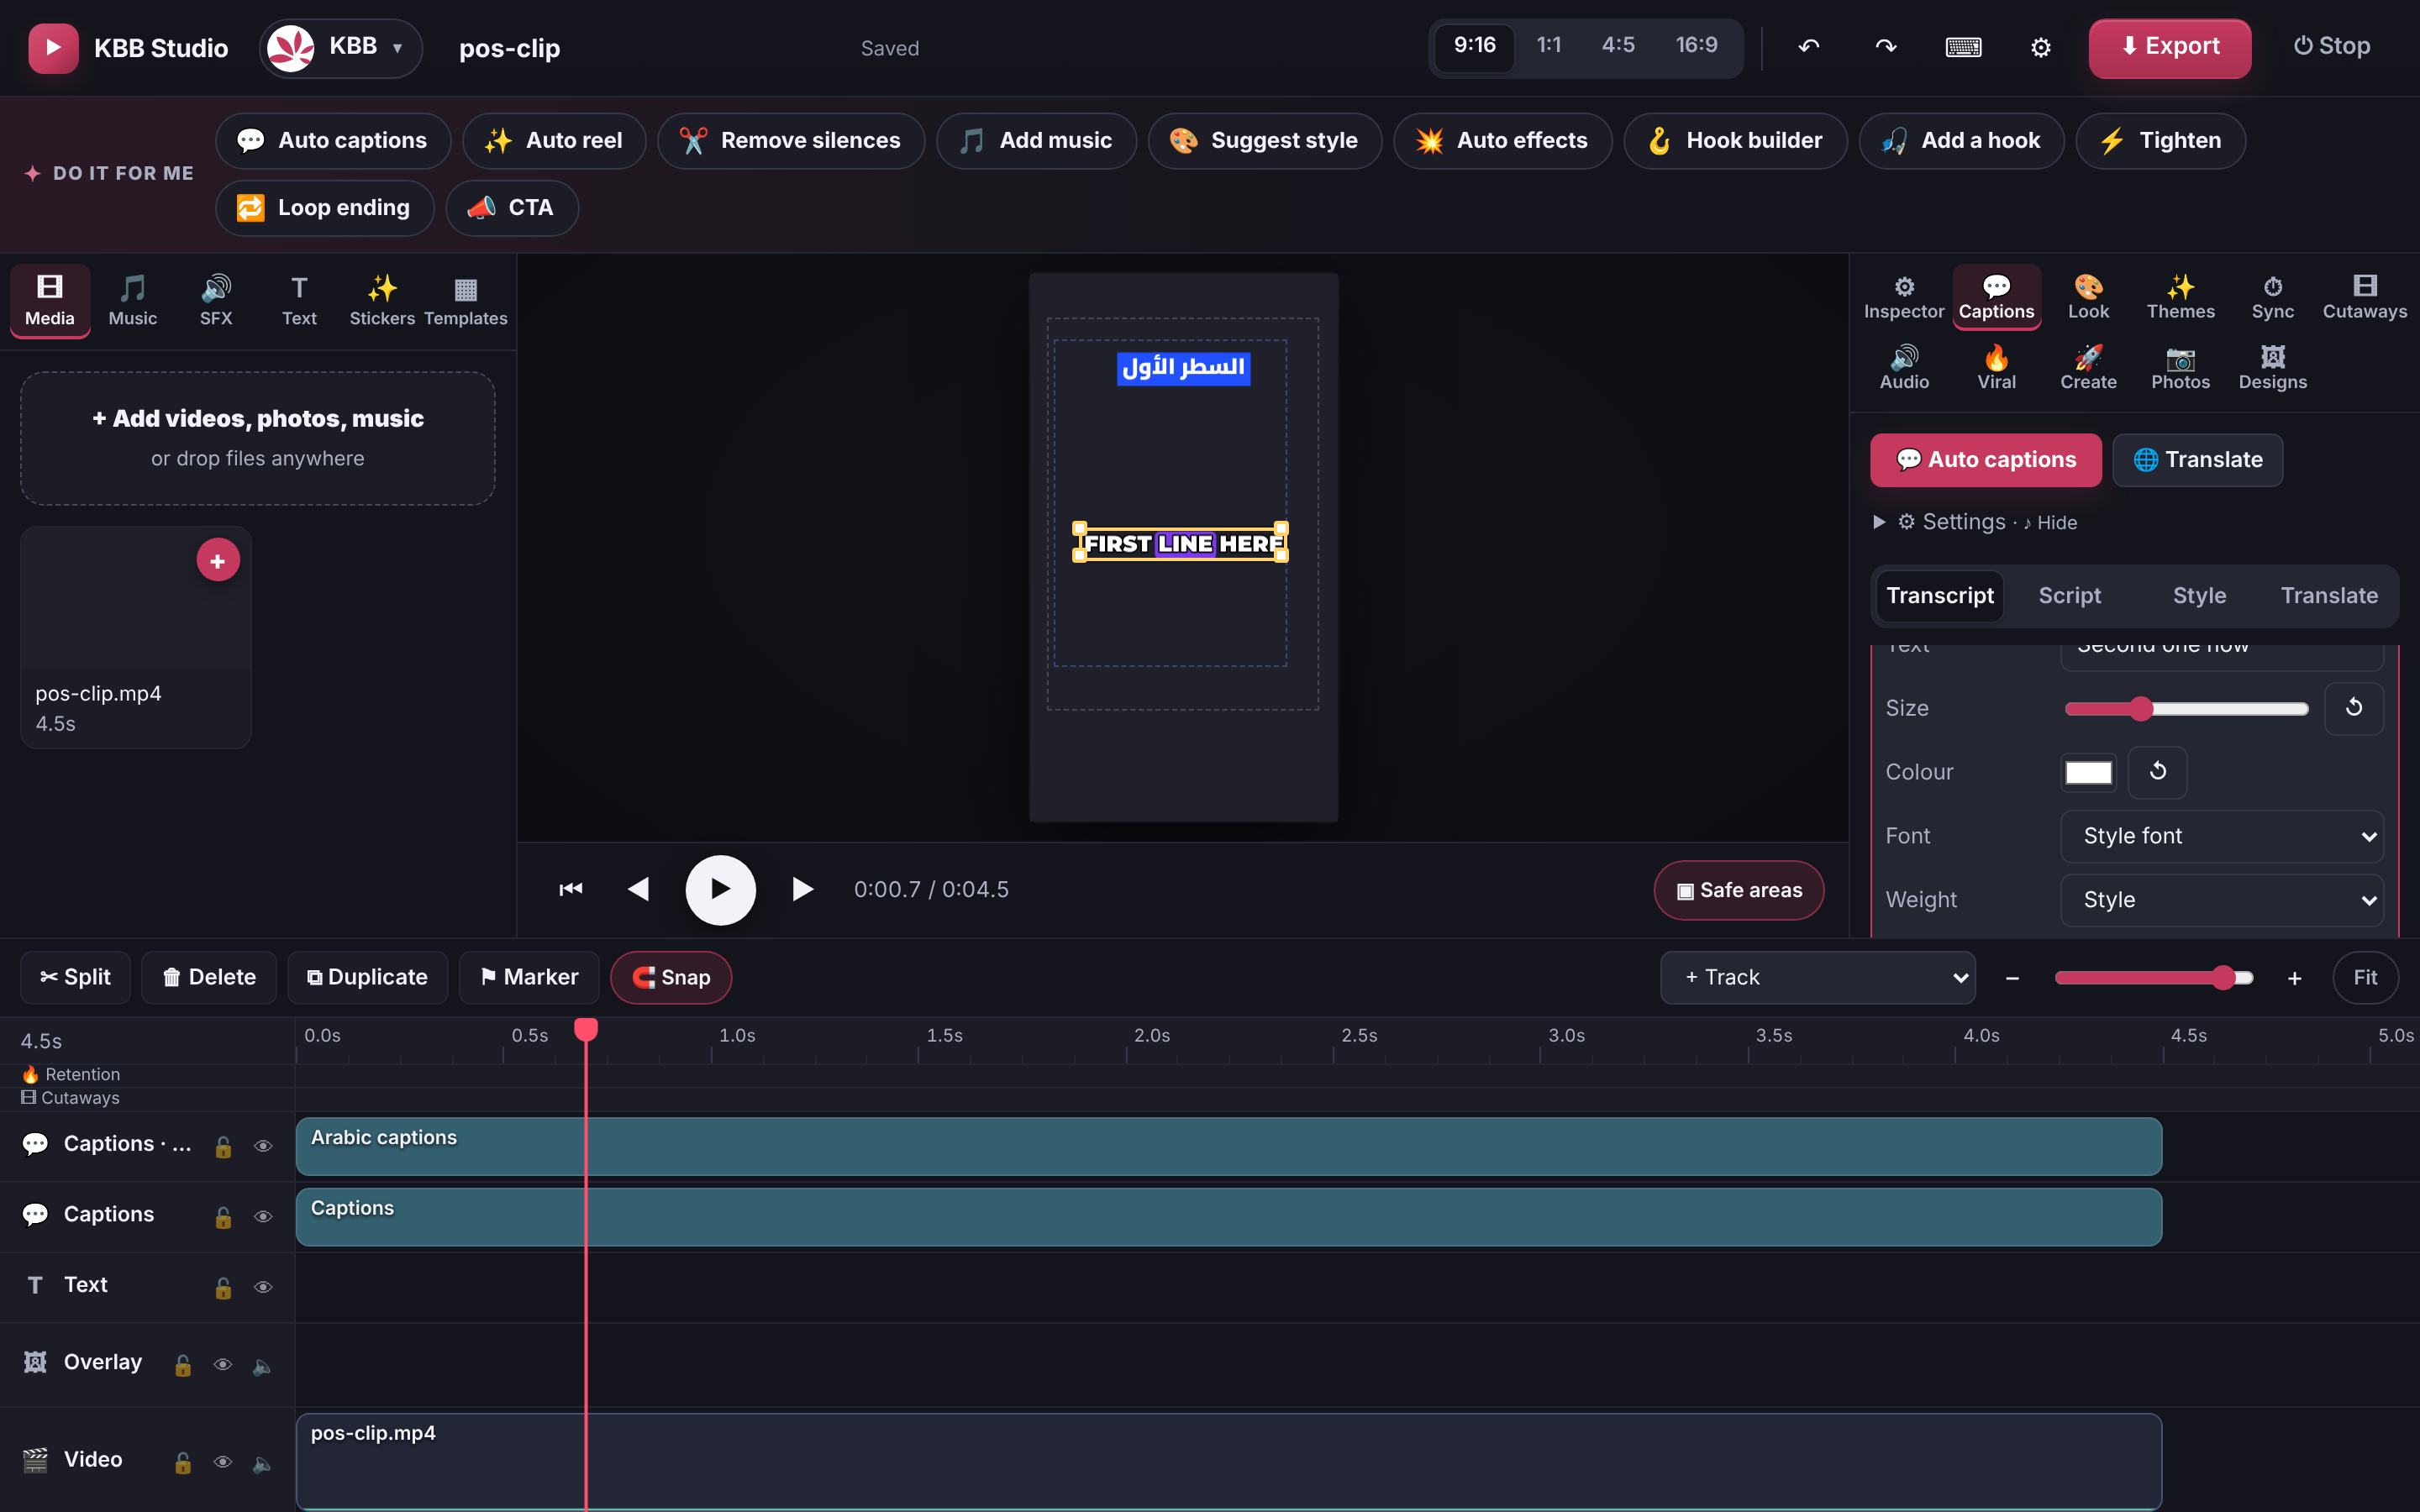 KBB Studio
KBB
pos-clip
Saved
9:16 1:1 4:5 16:9
Export
Stop
DO IT FOR ME
Auto captions
Auto reel
Remove silences
Add music
Suggest style
Auto effects
Hook builder
Add a hook
Tighten
Loop ending
CTA
Media
Music
SFX
Text
Stickers
Templates
+ Add videos, photos, music
or drop files anywhere
pos-clip.mp4
4.5s
السطر الأول
FIRST LINE HERE
0:00.7 / 0:04.5
Safe areas
Inspector
Captions
Look
Themes
Sync
Cutaways
Audio
Viral
Create
Photos
Designs
Auto captions
Translate
Settings · ♪ Hide
Transcript
Script
Style
Translate
Text Second one now
Size
Colour
Font Style font
Weight Style
Split
Delete
Duplicate
Marker
Snap
+ Track
Fit
4.5s
0.0s 0.5s 1.0s 1.5s 2.0s 2.5s 3.0s 3.5s 4.0s 4.5s 5.0s
Retention
Cutaways
Captions · ...
Arabic captions
Captions
Captions
Text
Overlay
Video
pos-clip.mp4